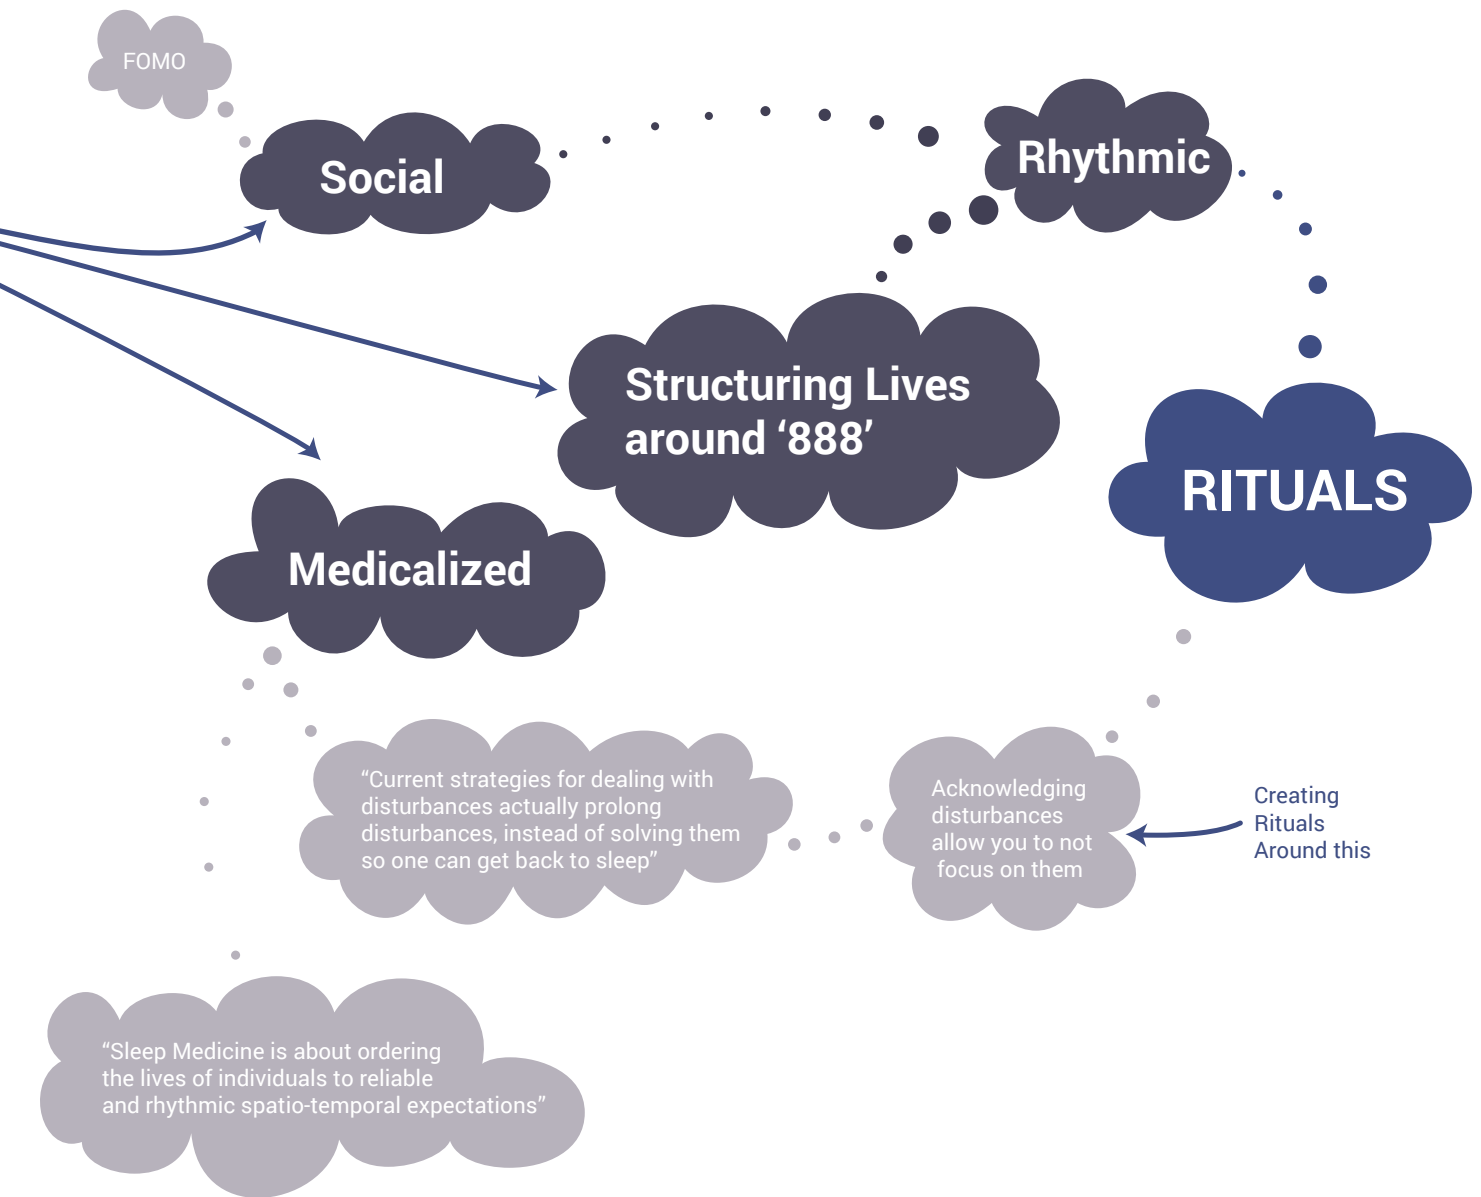 FOMO
Social
Rhythmic
Structuring Lives
around ‘888’
RITUALS
Medicalized
“Current strategies for dealing with
disturbances actually prolong
disturbances, instead of solving them
so one can get back to sleep”
Acknowledging
disturbances
allow you to not
focus on them
Creating
Rituals
Around this
“Sleep Medicine is about ordering
the lives of individuals to reliable
and rhythmic spatio-temporal expectations”